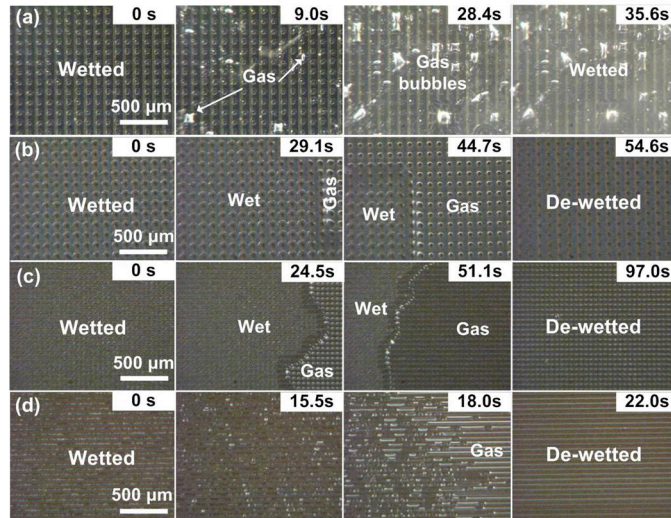 (a) 0 s 9.0s 28.4s 35.6s
Wetted Gas Gas bubbles Wetted
500 µm
(b) 0 s 29.1s 44.7s 54.6s
Wetted Wet Gas Wet Gas De-wetted
500 µm
(c) 0 s 24.5s 51.1s 97.0s
Wetted Wet Gas Wet Gas De-wetted
500 µm
(d) 0 s 15.5s 18.0s 22.0s
Wetted Gas De-wetted
500 µm